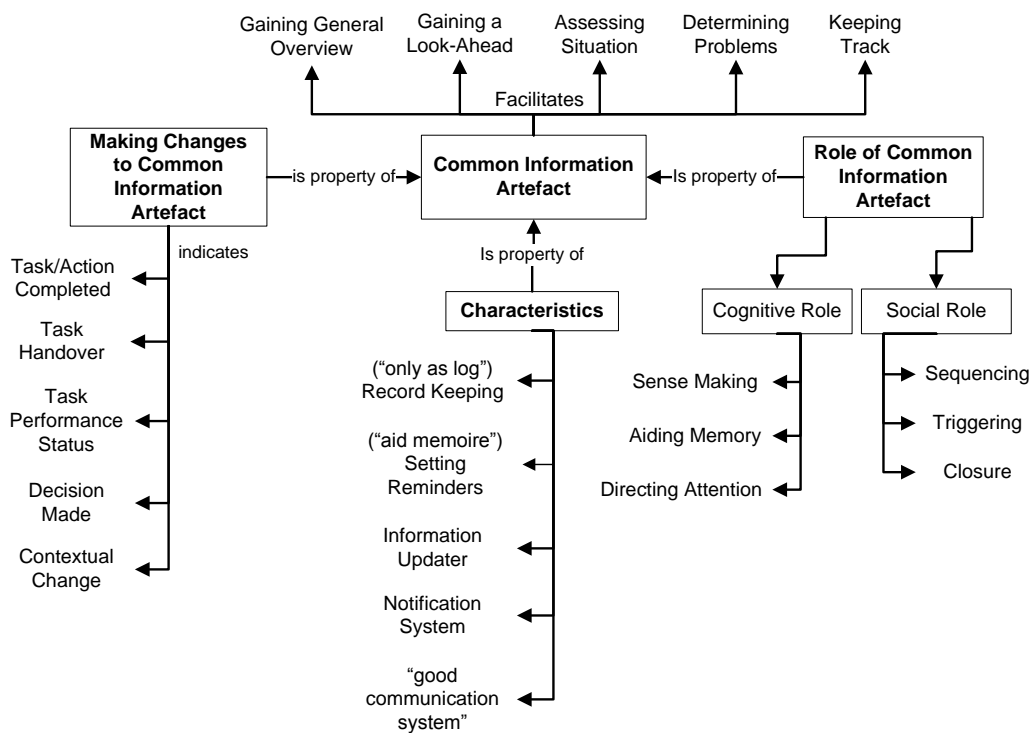 Gaining General
Overview
Gaining a
Look-Ahead
Assessing
Situation
Determining
Problems
Keeping
Track
Facilitates
Making Changes
to Common
Information
Artefact
is property of
Common Information
Artefact
Is property of
Role of Common
Information
Artefact
indicates
Task/Action
Completed
Task
Handover
Task
Performance
Status
Decision
Made
Contextual
Change
Is property of
Characteristics
(“only as log”)
Record Keeping
(“aid memoire”)
Setting
Reminders
Information
Updater
Notification
System
“good
communication
system”
Cognitive Role
Sense Making
Aiding Memory
Directing Attention
Social Role
Sequencing
Triggering
Closure